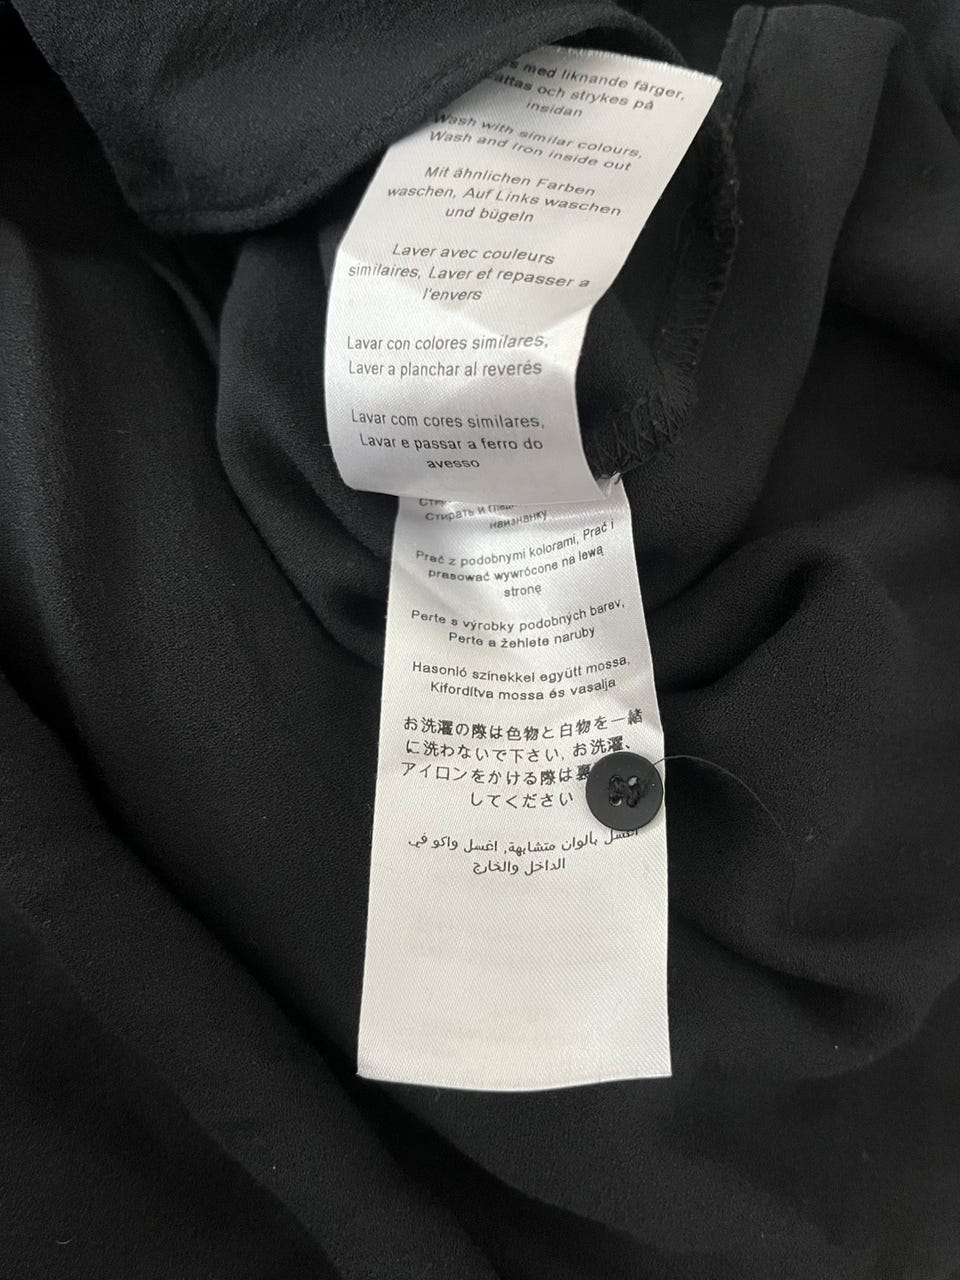 med liknande färger,
och strykes på
insidan
Wash with similar colours,
Wash and iron inside out
Mit ähnlichen Farben
waschen, Auf Links waschen
und bügeln
Laver avec couleurs
similaires, Laver et repasser a
l'envers
Lavar con colores similares,
Laver a planchar al reverés
Lavar com cores similares,
Lavar e passar a ferro do
avesso
Стирать и
наизнанку
Prać z podobnymi kolorami, Prać i
prasować wywrócone na lewą
stronę
Perte s výrobky podobných barev,
Perte a žehlete naruby
Hasonló színekkel együtt mossa,
Kifordítva mossa és vasalja
お洗濯の際は色物と白物を一緒
に洗わないで下さい, お洗濯、
アイロンをかける際は裏
してください
اغسل بألوان متشابهة, اغسل واكو في
الداخل والخارج